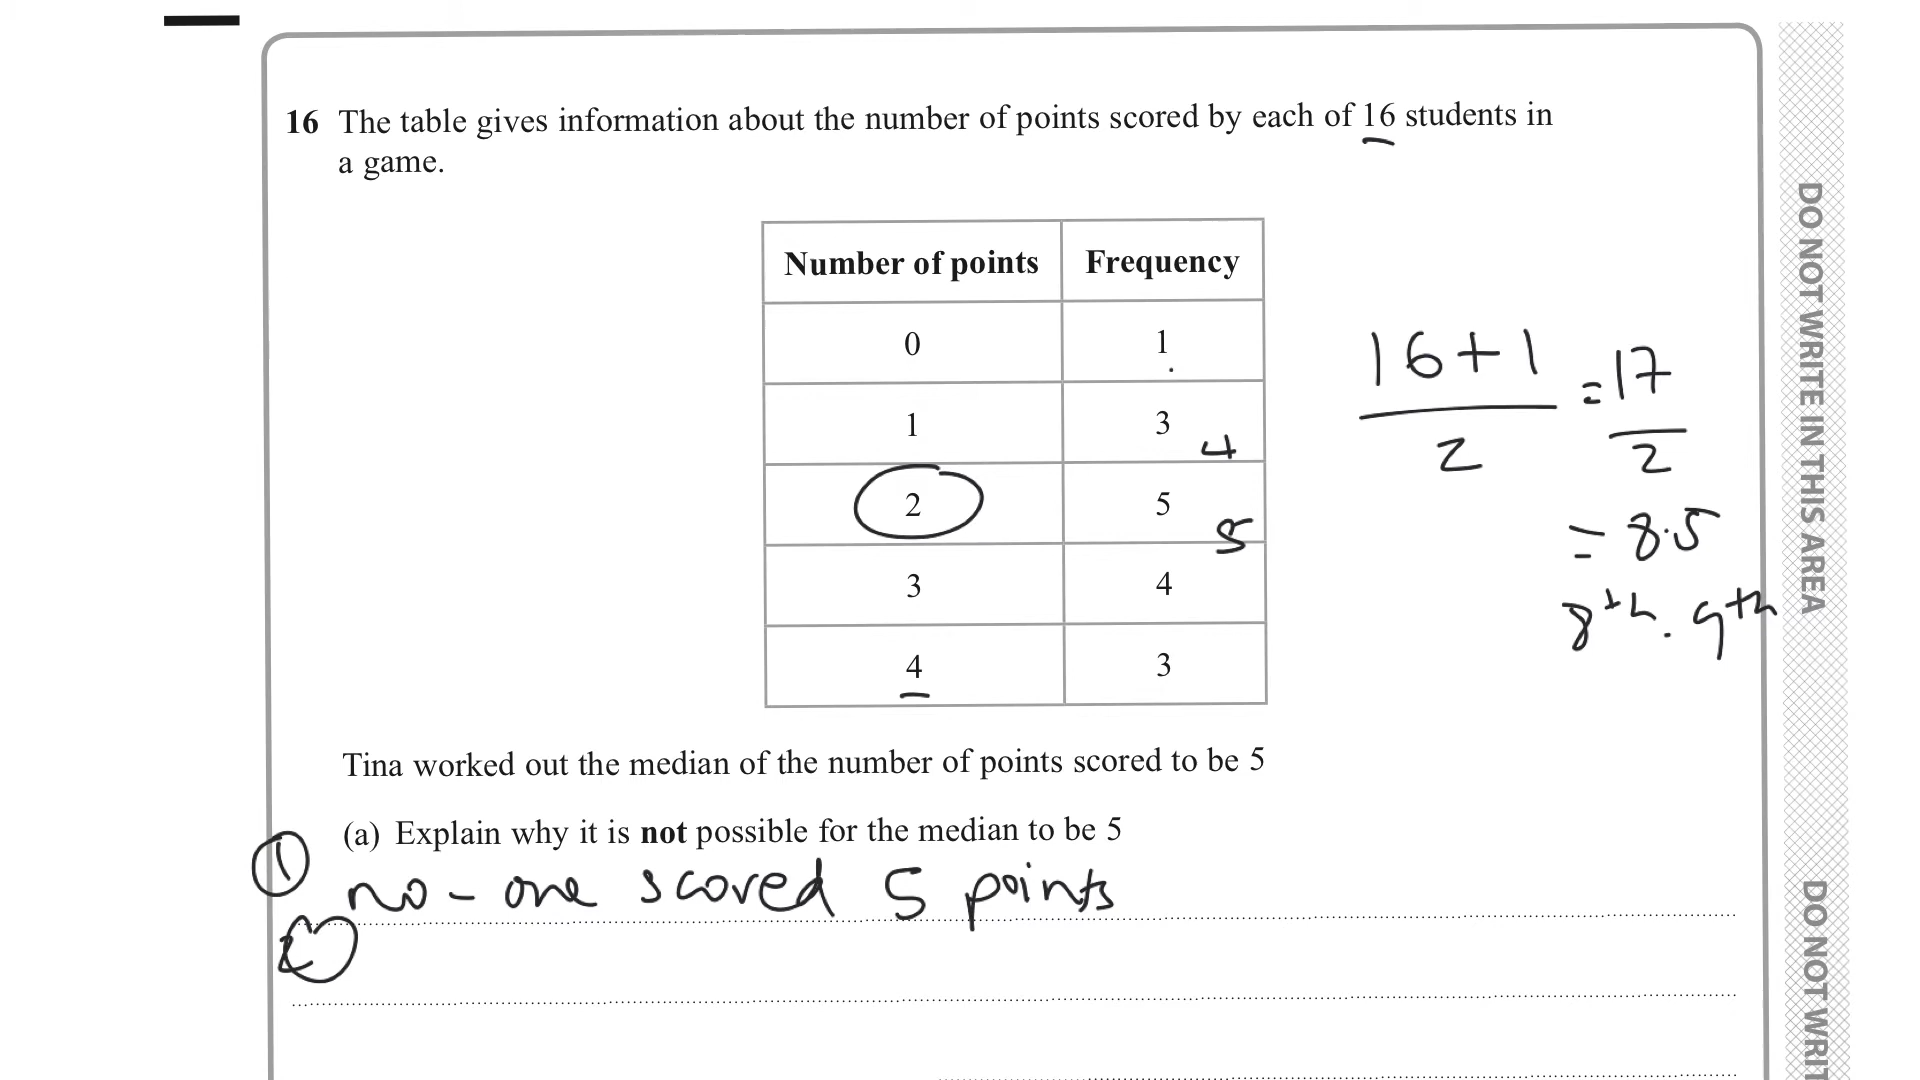 16 The table gives information about the number of points scored by each of 16 students in
a game.
Number of points Frequency
0 1
1 3
4
2 5
3 4
4 3
16+1
2
= 17
2
= 8.5
8th. 9th
Tina worked out the median of the number of points scored to be 5
(a) Explain why it is not possible for the median to be 5
1
no-one scored 5 points
2
DO NOT WRITE IN THIS AREA
DO NOT WRIT